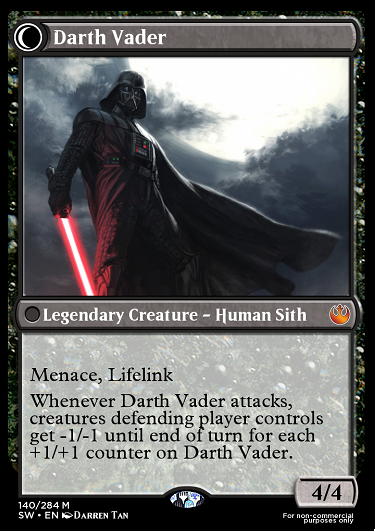 Darth Vader
Legendary Creature - Human Sith
Menace, Lifelink
Whenever Darth Vader attacks,
creatures defending player controls
get -1/-1 until end of turn for each
+1/+1 counter on Darth Vader.
4/4
140/284 M
SW • EN Darren Tan
For non-commercial
purposes only